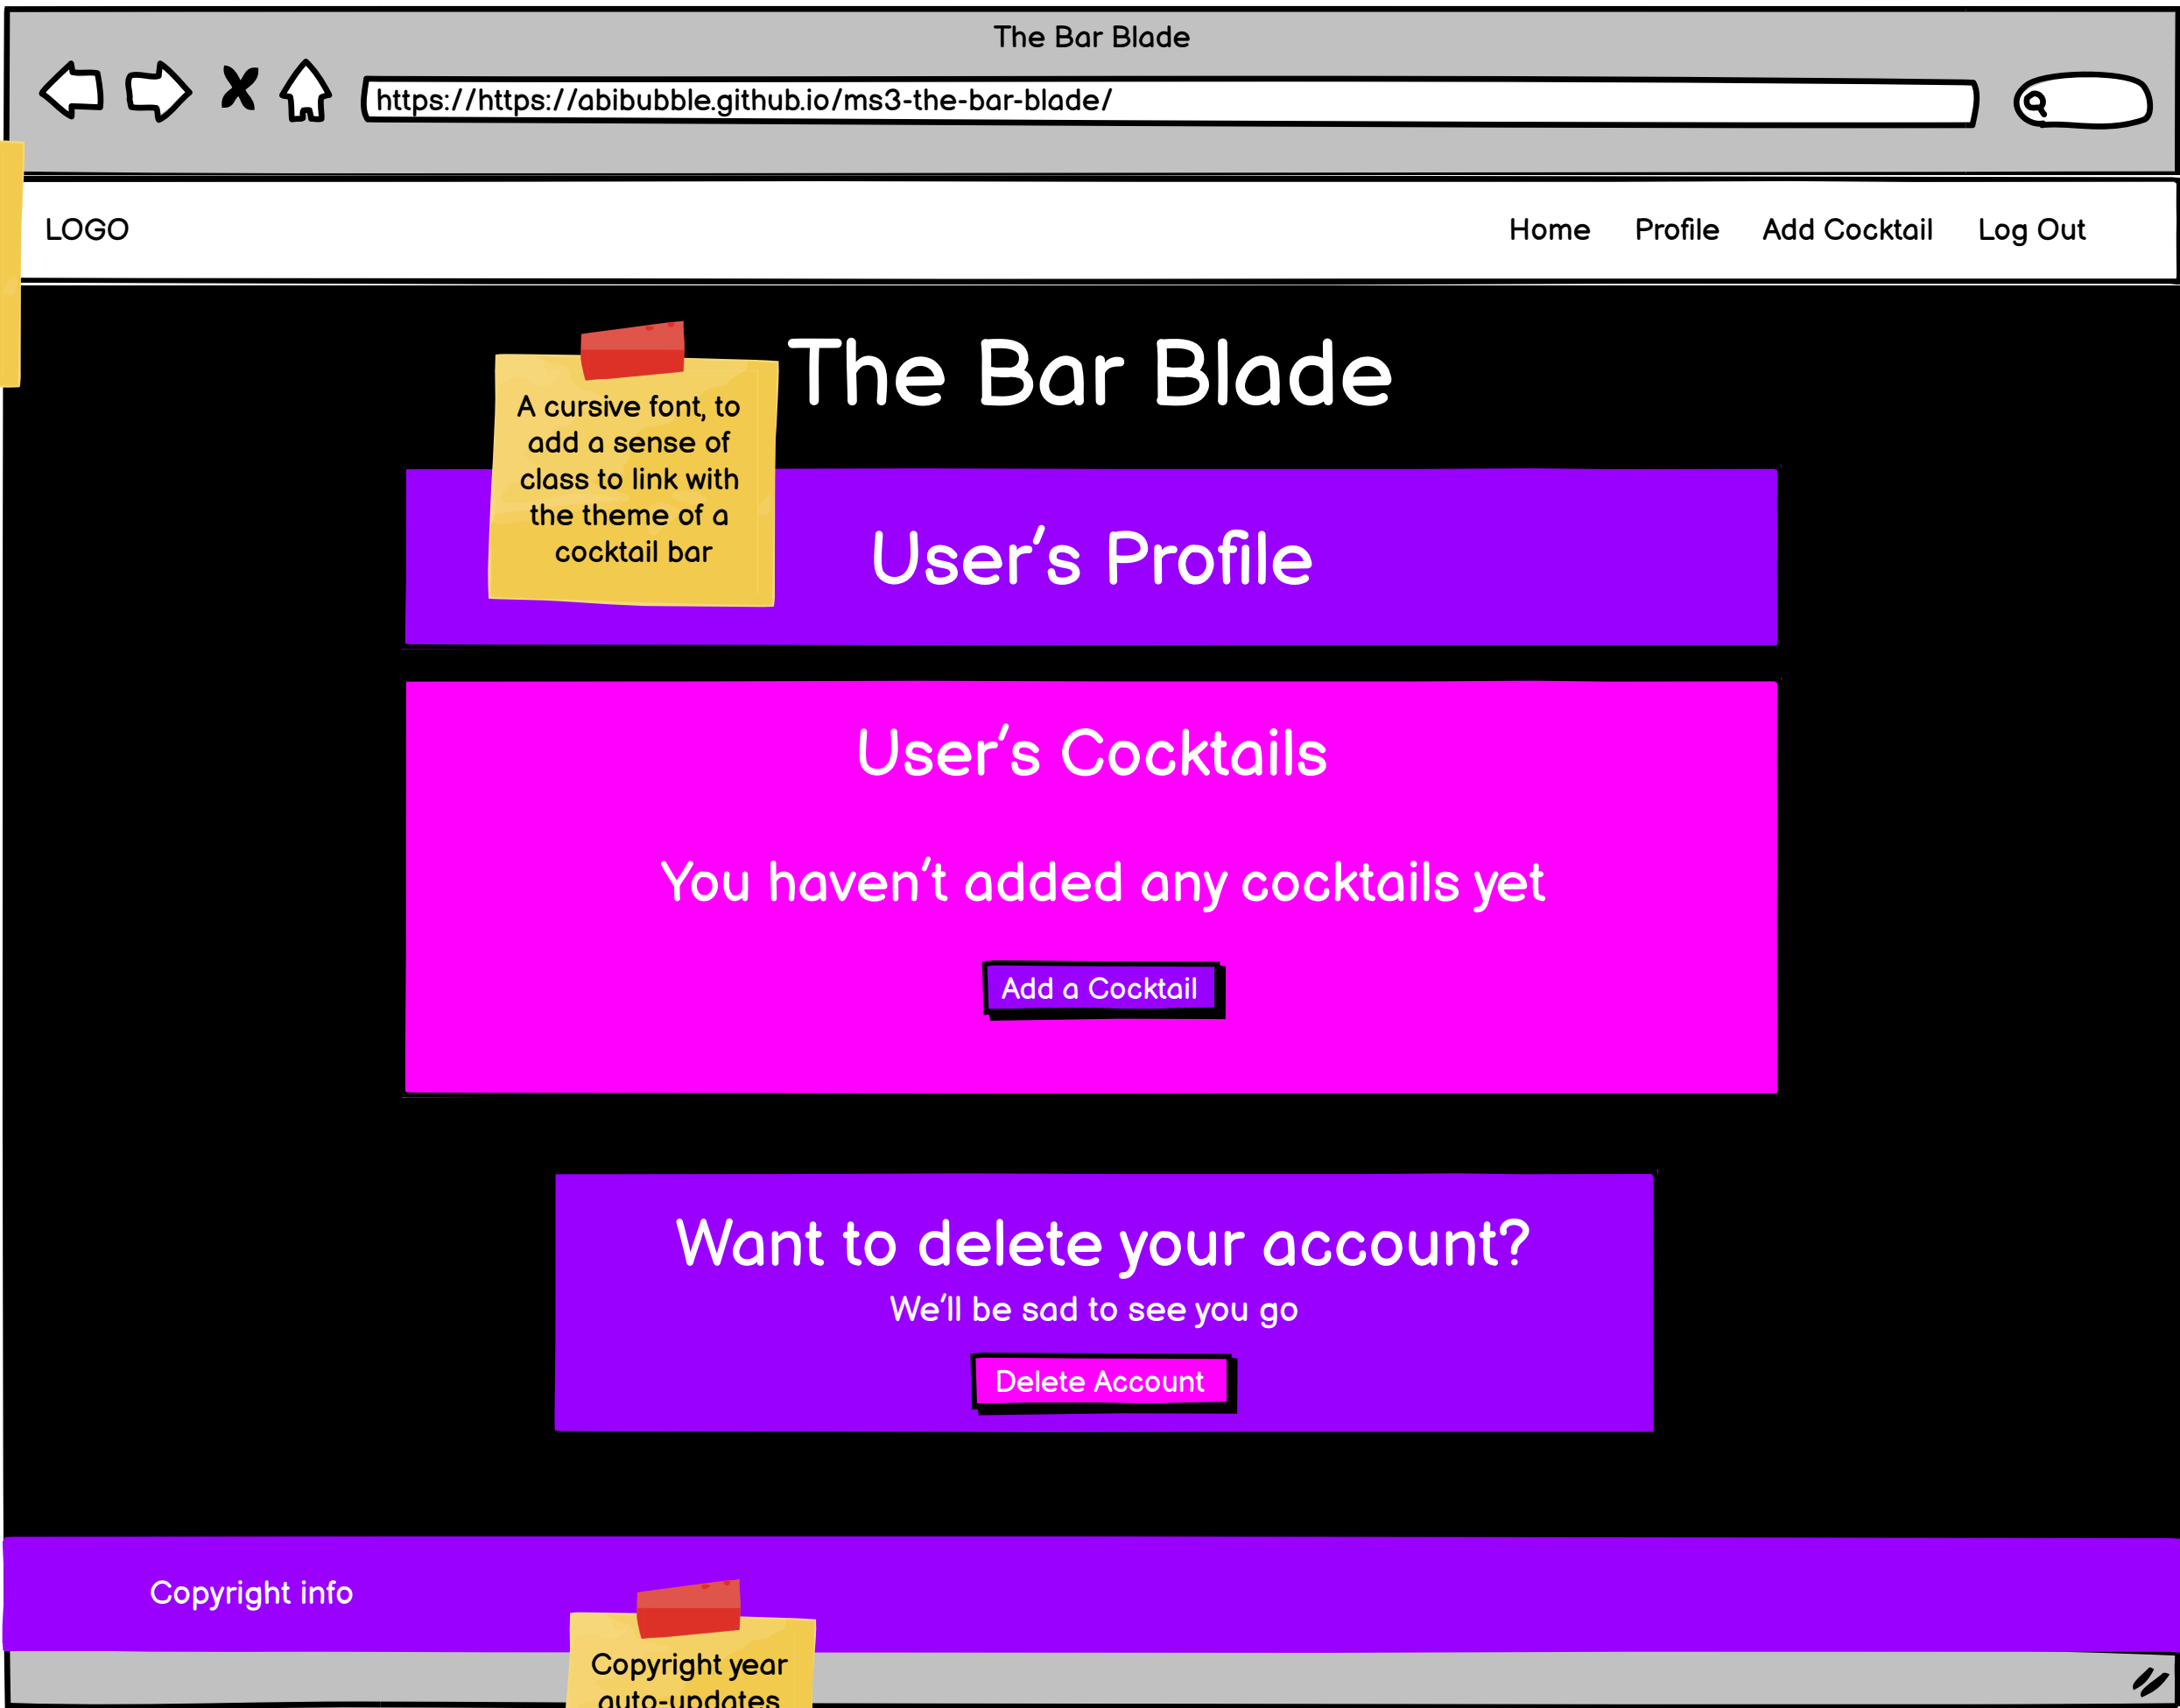 The Bar Blade
https://https://abibubble.github.io/ms3-the-bar-blade/
LOGO
Home
Profile
Add Cocktail
Log Out
The Bar Blade
A cursive font, to
add a sense of
class to link with
the theme of a
cocktail bar
User's Profile
User's Cocktails
You haven't added any cocktails yet
Add a Cocktail
Want to delete your account?
We'll be sad to see you go
Delete Account
Copyright info
Copyright year
auto-updates